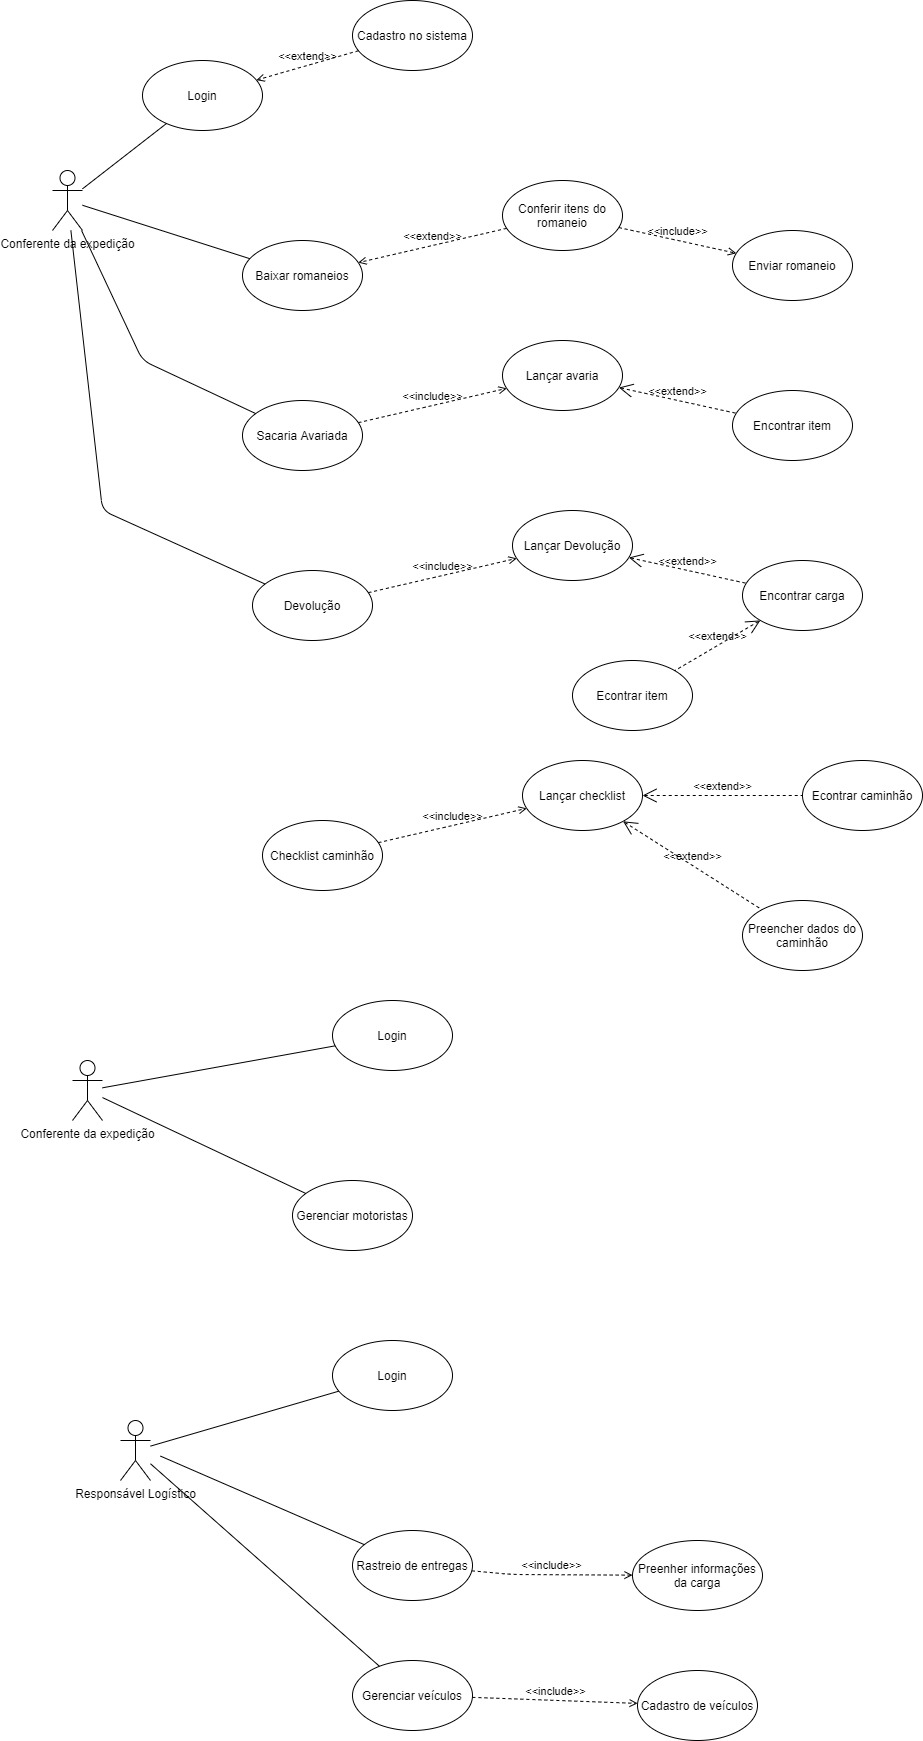 Cadastro no sistema
<<extend>>
Login
Conferente da expedição
Conferir itens do
romaneio
<<extend>>
<<include>>
Baixar romaneios
Enviar romaneio
Lançar avaria
<<include>>
<<extend>>
Sacaria Avariada
Encontrar item
Lançar Devolução
<<include>>
<<extend>>
Devolução
Encontrar carga
<<extend>>
Econtrar item
Lançar checklist
<<extend>>
Econtrar caminhão
<<include>>
Checklist caminhão
<<extend>>
Preencher dados do
caminhão
Login
Conferente da expedição
Gerenciar motoristas
Login
Responsável Logístico
Rastreio de entregas
<<include>>
Preenher informações
da carga
Gerenciar veículos
<<include>>
Cadastro de veículos